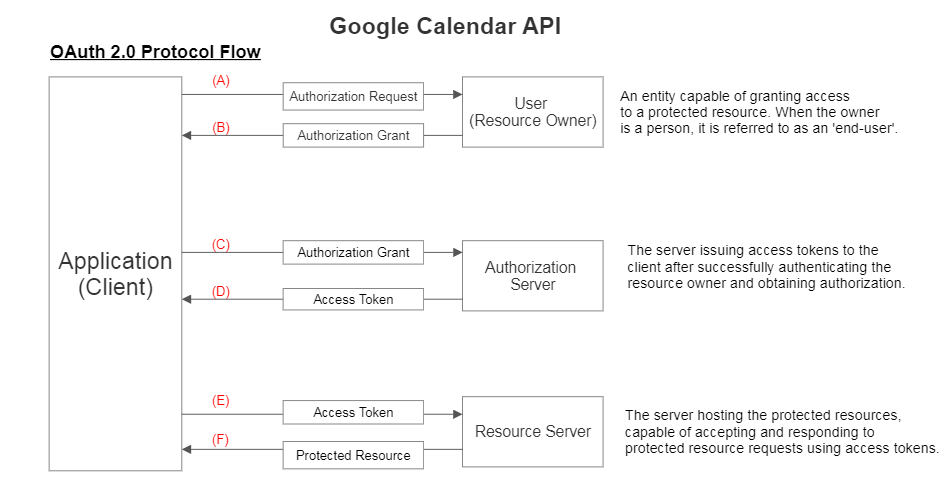 Google Calendar API
OAuth 2.0 Protocol Flow
(A)
Authorization Request
(B)
Authorization Grant
User
(Resource Owner)
An entity capable of granting access
to a protected resource. When the owner
is a person, it is referred to as an 'end-user'.
Application
(Client)
(C)
Authorization Grant
(D)
Access Token
Authorization
Server
The server issuing access tokens to the
client after successfully authenticating the
resource owner and obtaining authorization.
(E)
Access Token
(F)
Protected Resource
Resource Server
The server hosting the protected resources,
capable of accepting and responding to
protected resource requests using access tokens.